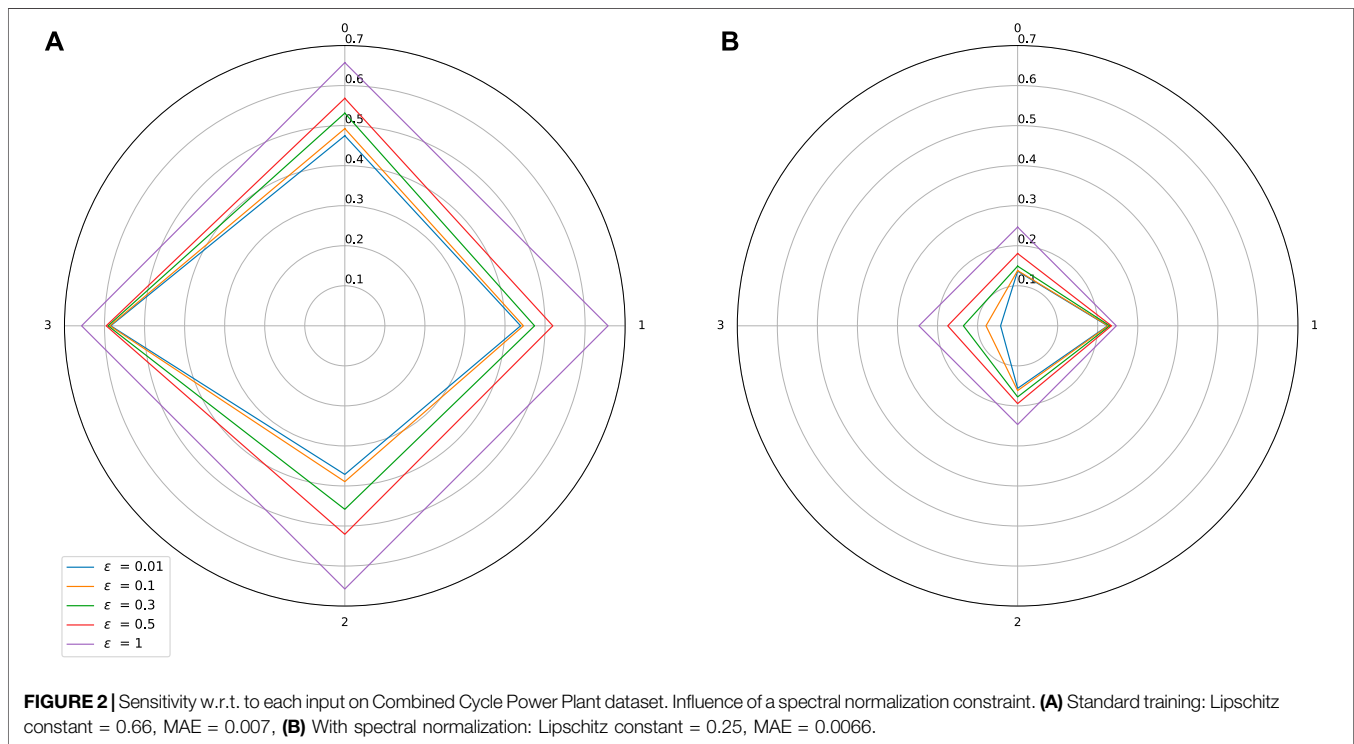 A
B
0
0.7
0.6
0.5
0.4
0.3
0.2
0.1
3
1
2
0
0.7
0.6
0.5
0.4
0.3
0.2
0.1
3
1
2
ε = 0.01
ε = 0.1
ε = 0.3
ε = 0.5
ε = 1
FIGURE 2 | Sensitivity w.r.t. to each input on Combined Cycle Power Plant dataset. Influence of a spectral normalization constraint. (A) Standard training: Lipschitz
constant = 0.66, MAE = 0.007, (B) With spectral normalization: Lipschitz constant = 0.25, MAE = 0.0066.